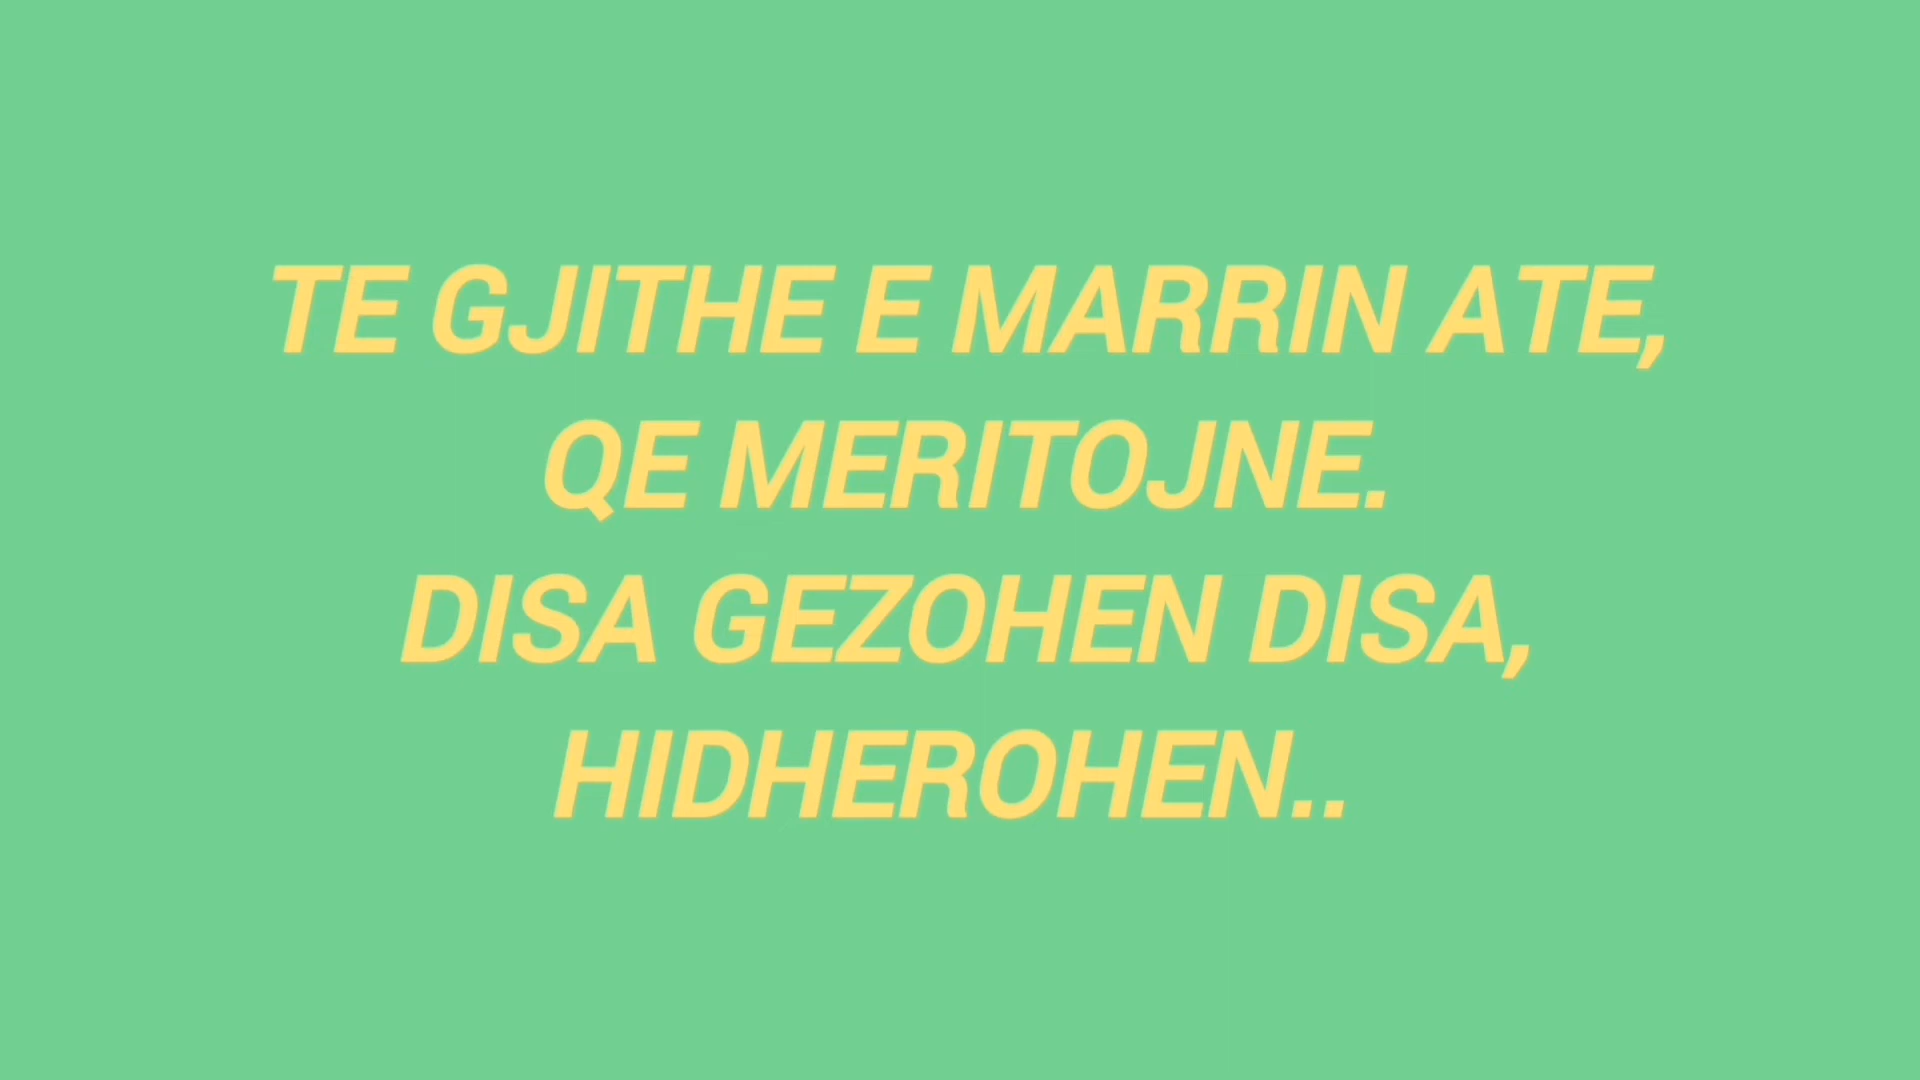 TE GJITHE E MARRIN ATE,
QE MERITOJNE.
DISA GEZOHEN DISA,
HIDHEROHEN..